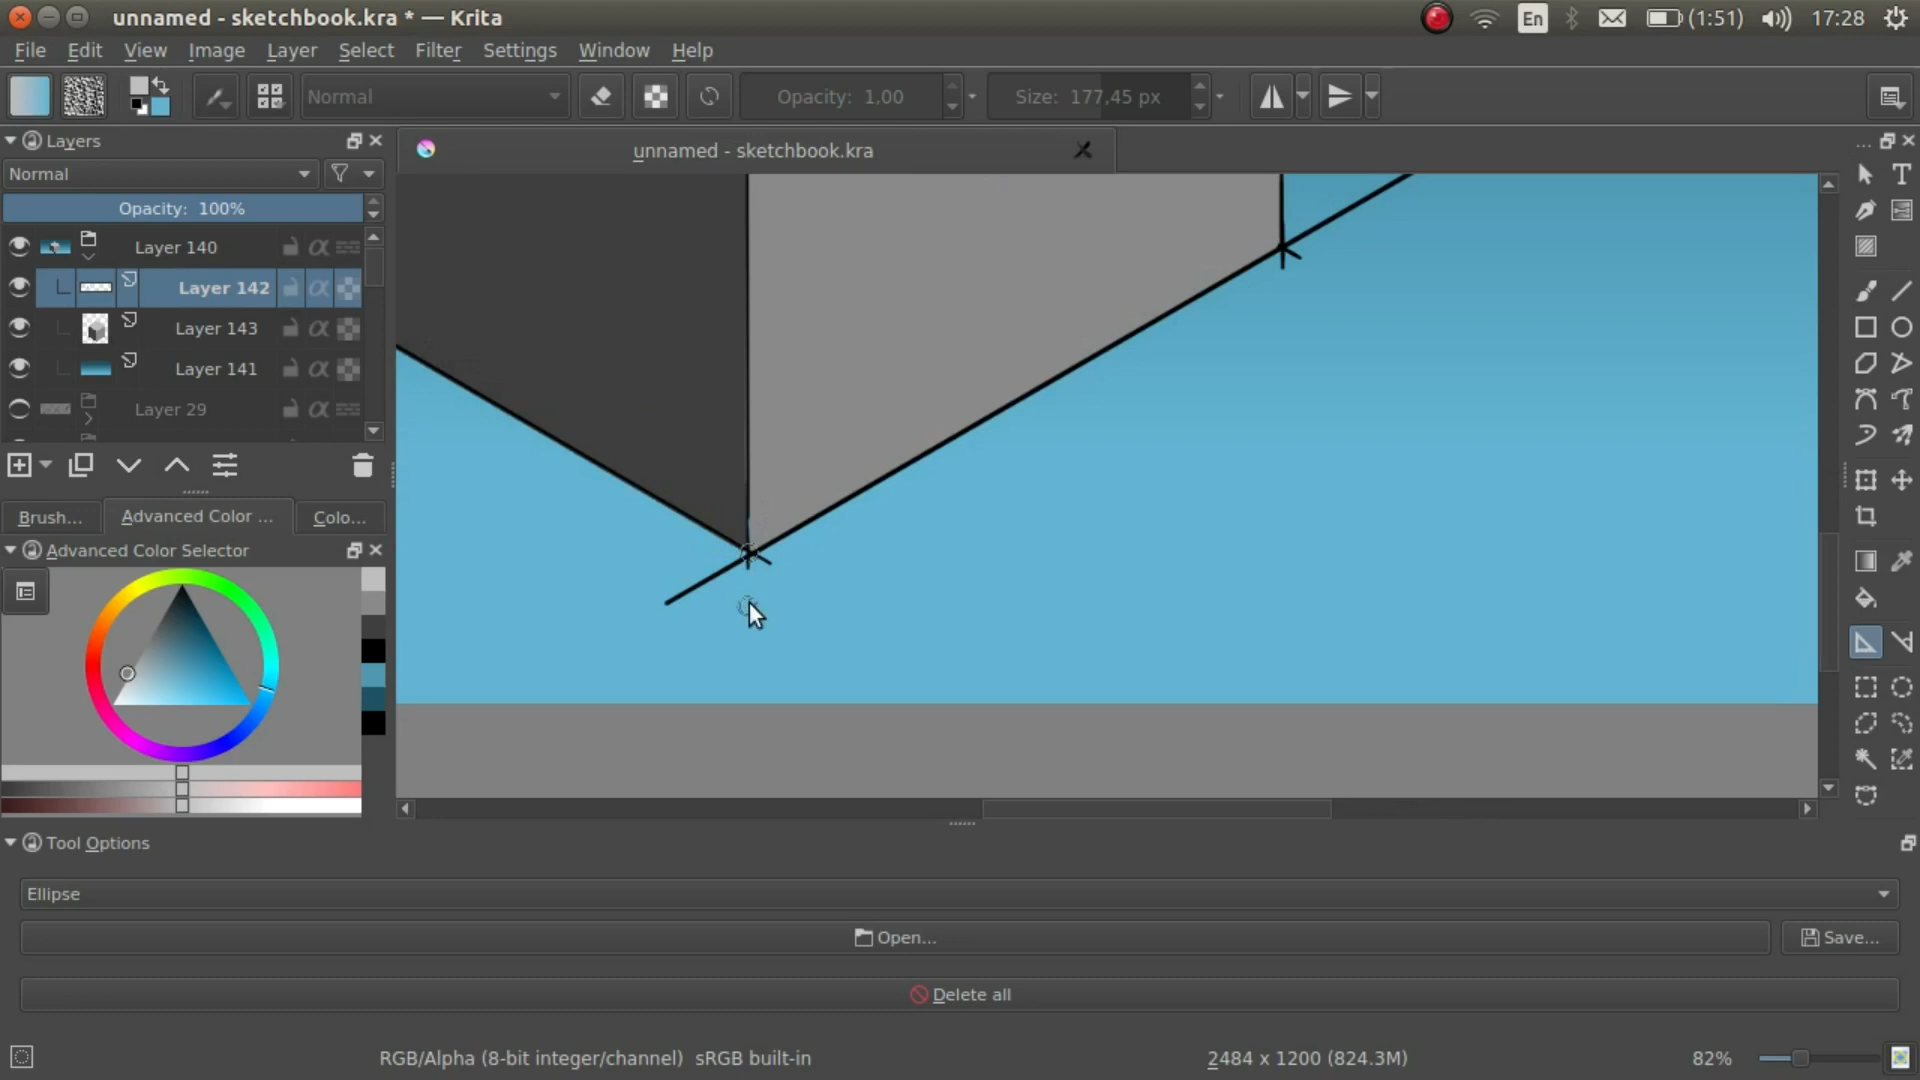 unnamed - sketchbook.kra * — Krita
En
(1:51)
17:28
File Edit View Image Layer Select Filter Settings Window Help
Normal
Opacity: 1,00
Size: 177,45 px
Layers
unnamed - sketchbook.kra
Normal
Opacity: 100%
Layer 140
Layer 142
Layer 143
Layer 141
Layer 29
Brush... Advanced Color ... Colo...
Advanced Color Selector
Tool Options
Ellipse
Open...
Save...
Delete all
RGB/Alpha (8-bit integer/channel) sRGB built-in
2484 x 1200 (824.3M)
82%